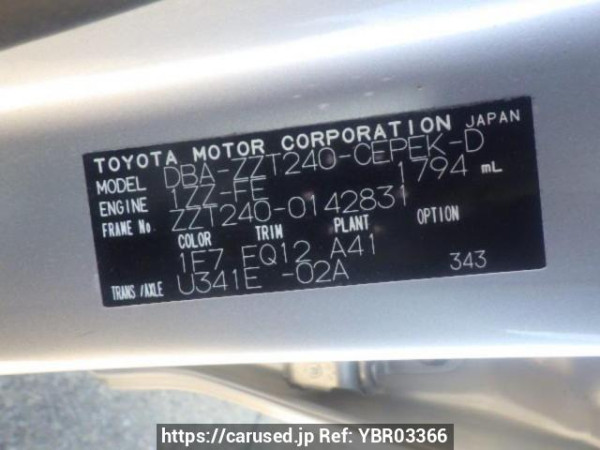 TOYOTA MOTOR CORPORATION JAPAN
MODEL DBA-ZZT240-CEPEK-D
ENGINE 1ZZ-FE 1794 mL
FRAME No. ZZT240-0142831
COLOR TRIM PLANT OPTION
1F7 FQ12 A41
TRANS/AXLE U341E -02A 343
https://carused.jp Ref: YBR03366